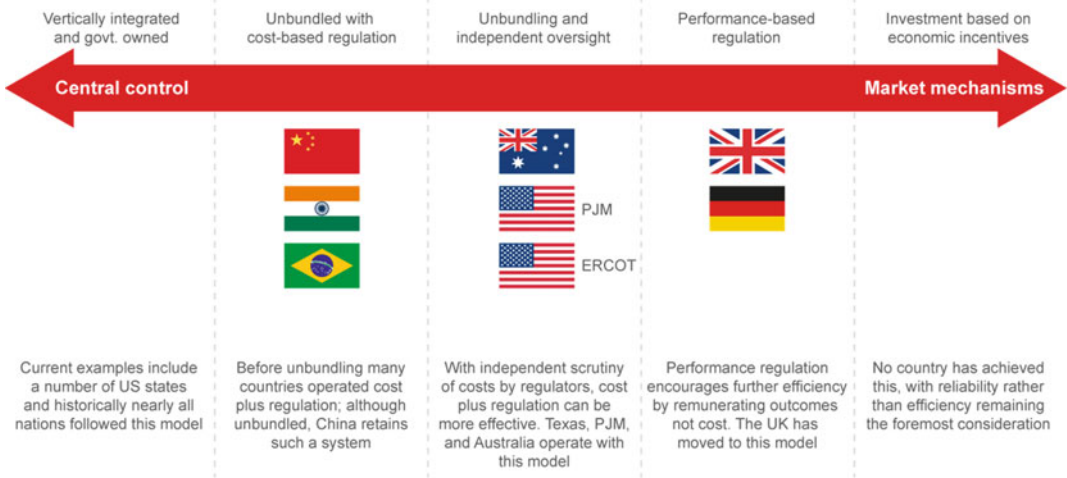 Vertically integrated
and govt. owned
Unbundled with
cost-based regulation
Unbundling and
independent oversight
Performance-based
regulation
Investment based on
economic incentives
Central control
Market mechanisms
PJM
ERCOT
Current examples include
a number of US states
and historically nearly all
nations followed this model
Before unbundling many
countries operated cost
plus regulation; although
unbundled, China retains
such a system
With independent scrutiny
of costs by regulators, cost
plus regulation can be
more effective. Texas, PJM,
and Australia operate with
this model
Performance regulation
encourages further efficiency
by remunerating outcomes
not cost. The UK has
moved to this model
No country has achieved
this, with reliability rather
than efficiency remaining
the foremost consideration